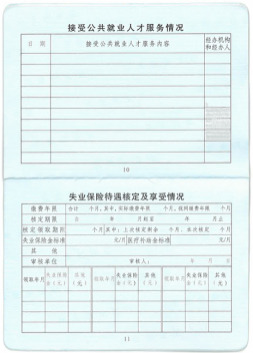 接受公共就业人才服务情况
日期 接受公共就业人才服务内容 经办机构和经办人
10
失业保险待遇核定及享受情况
缴费年限 合计 个月,其中,实际缴费年限 个月,视同缴费年限 个月
核定期限 自 年 月起至 年 月止
核定领取期限 个月,其中:上次核定剩余 个月,本次核定 个月
失业保险金标准 元/月 医疗补助金标准 元/月
其他
审核单位 审核人: 年 月 日
领取年月 失业保险金(元) 其他(元) 领取年月 失业保险金(元) 其他(元) 领取年月 失业保险金(元) 其他(元)
11